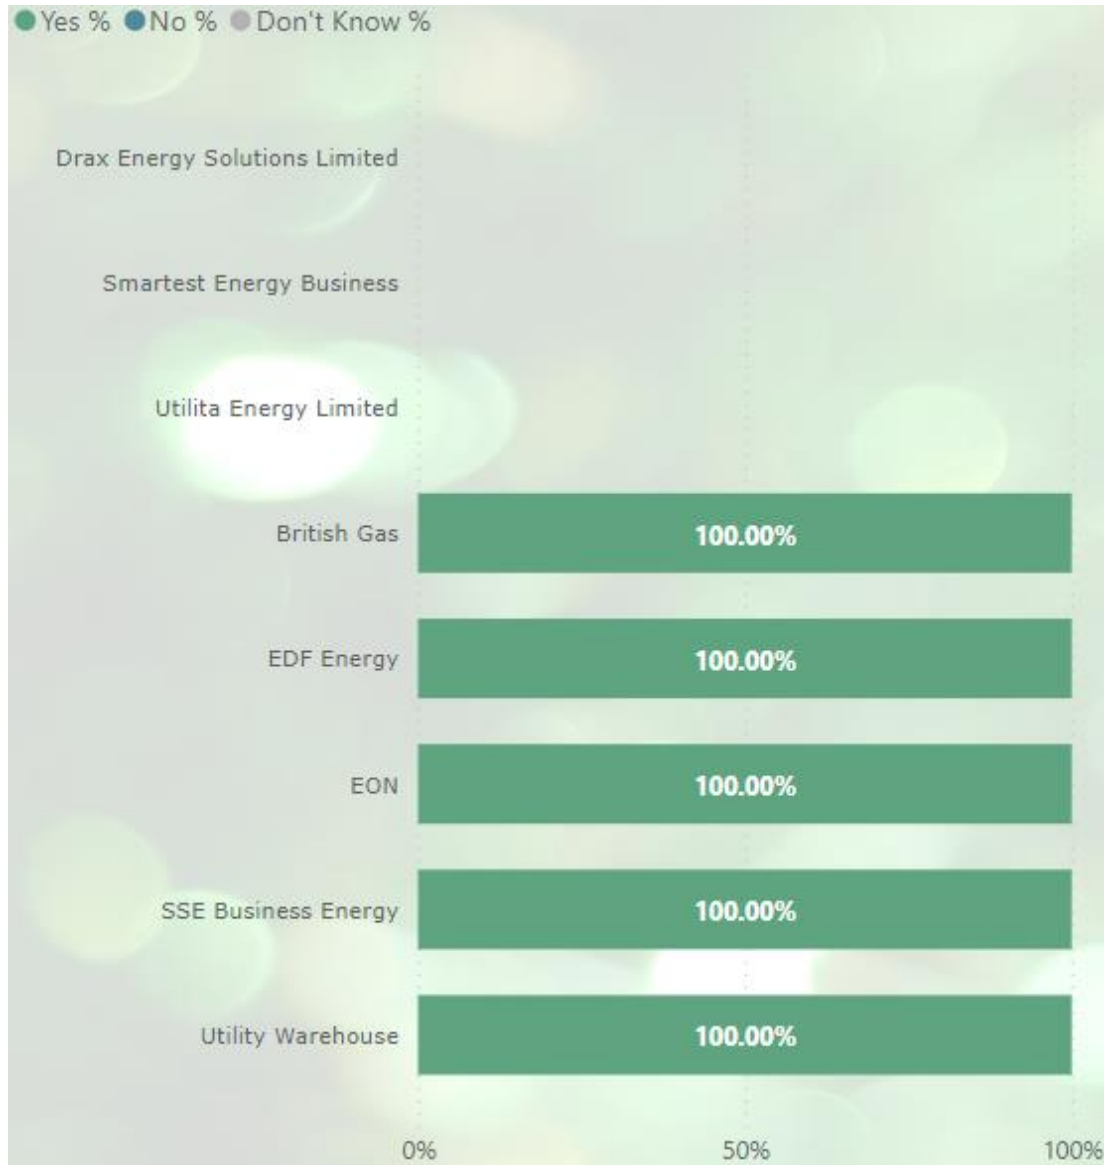 Yes % No % Don't Know %
Drax Energy Solutions Limited
Smartest Energy Business
Utilita Energy Limited
British Gas 100.00%
EDF Energy 100.00%
EON 100.00%
SSE Business Energy 100.00%
Utility Warehouse 100.00%
0% 50% 100%